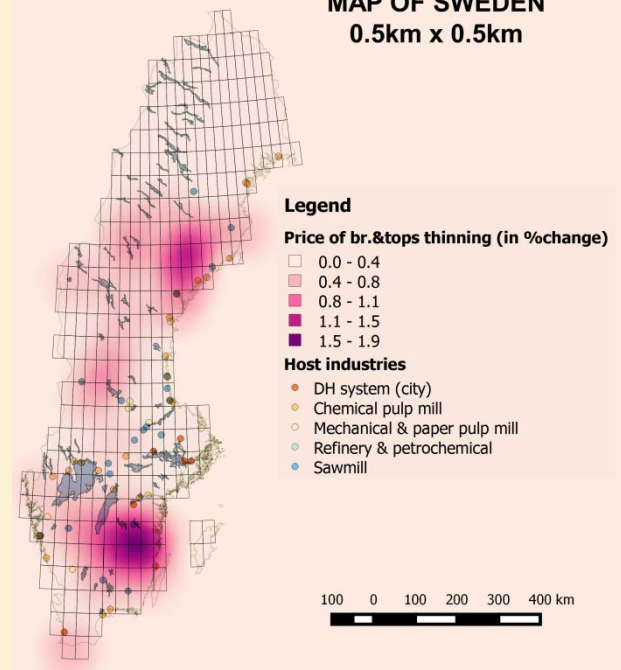 MAP OF SWEDEN
0.5km x 0.5km
Legend
Price of br.&tops thinning (in %change)
0.0 - 0.4
0.4 - 0.8
0.8 - 1.1
1.1 - 1.5
1.5 - 1.9
Host industries
DH system (city)
Chemical pulp mill
Mechanical & paper pulp mill
Refinery & petrochemical
Sawmill
100 0 100 200 300 400 km